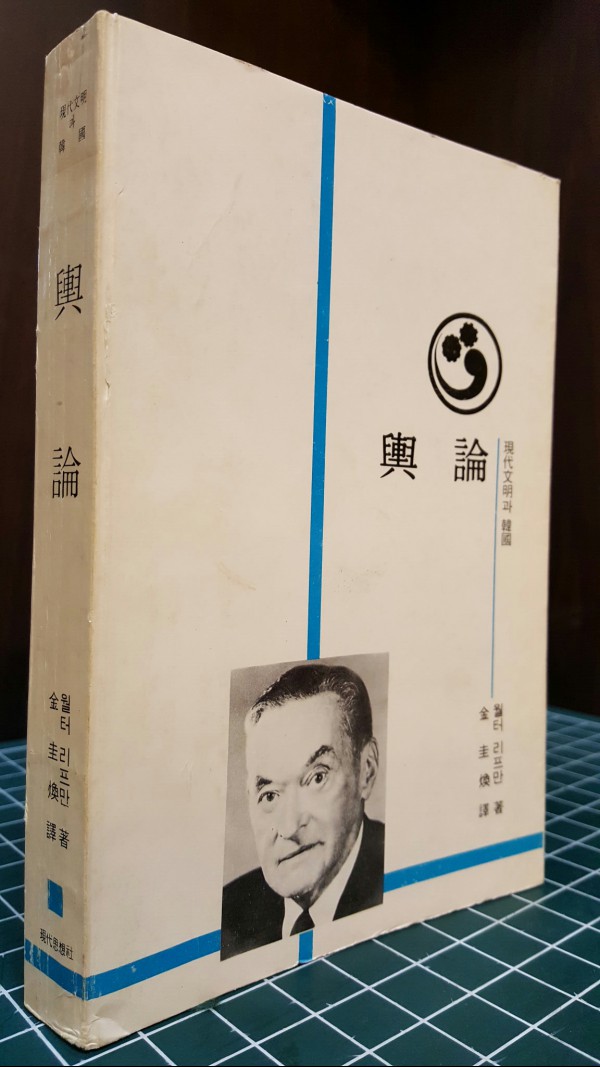 現代文明
과
韓國
輿論
월터 리프만 著
金圭煥 譯
現代思想社
輿論
現代文明과 韓國
월터 리프만 著
金圭煥 譯